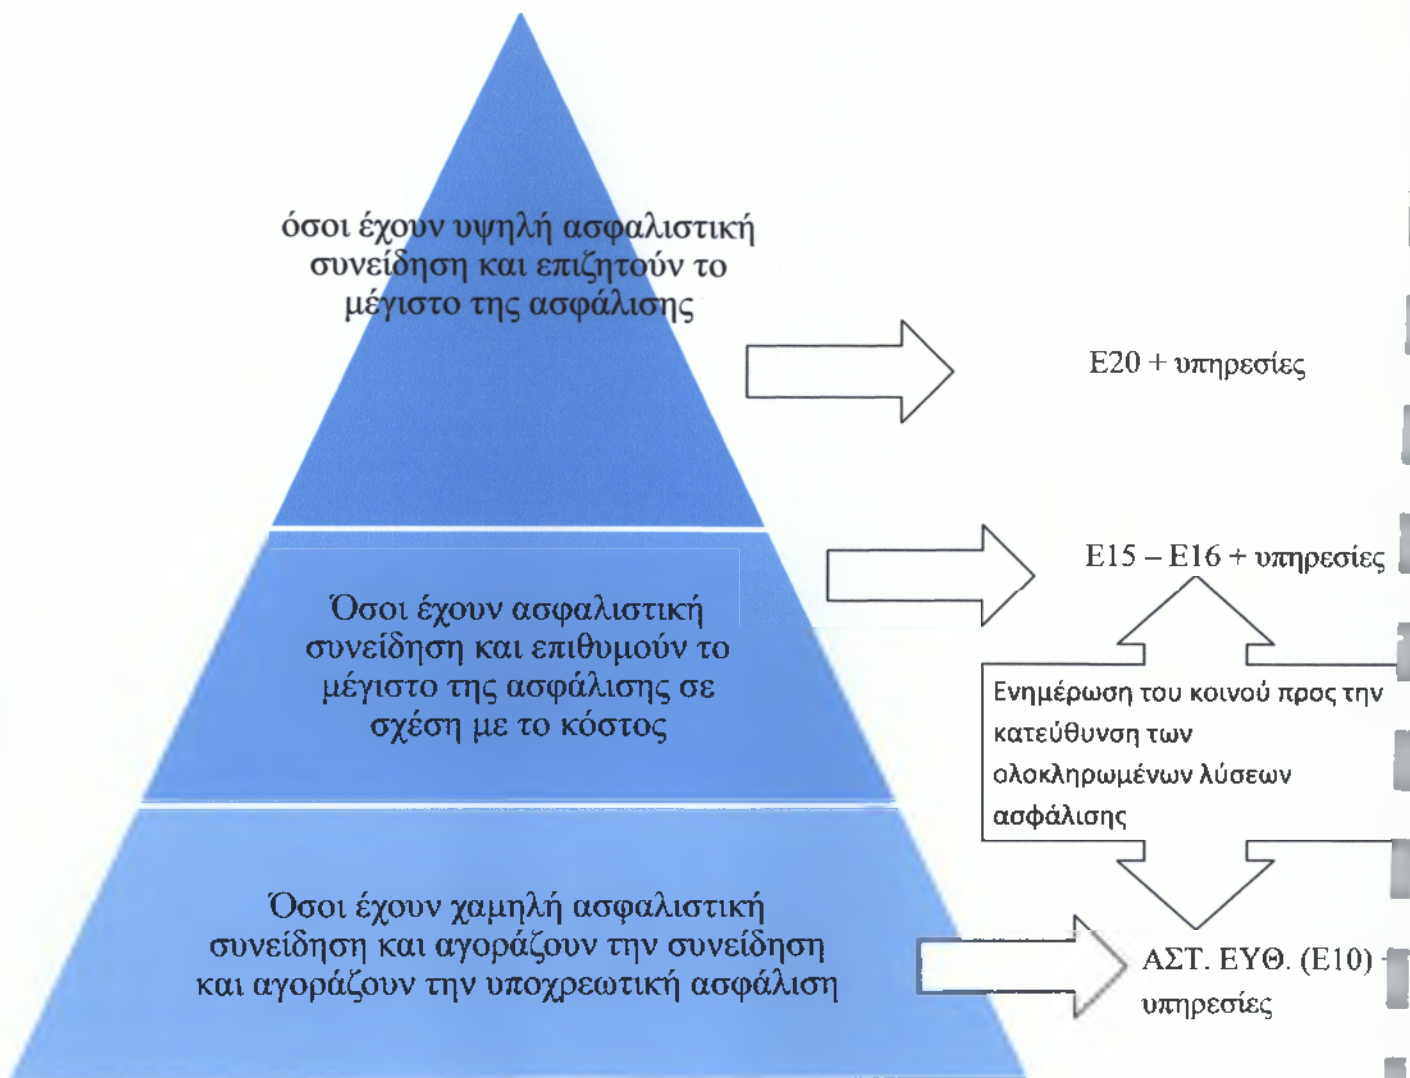 όσοι έχουν υψηλή ασφαλιστική
συνείδηση και επιζητούν το
μέγιστο της ασφάλισης
Ε20 + υπηρεσίες
Όσοι έχουν ασφαλιστική
συνείδηση και επιθυμούν το
μέγιστο της ασφάλισης σε
σχέση με το κόστος
Ε15 – Ε16 + υπηρεσίες
Ενημέρωση του κοινού προς την
κατεύθυνση των
ολοκληρωμένων λύσεων
ασφάλισης
Όσοι έχουν χαμηλή ασφαλιστική
συνείδηση και αγοράζουν την συνείδηση
και αγοράζουν την υποχρεωτική ασφάλιση
ΑΣΤ. ΕΥΘ. (Ε10)
υπηρεσίες